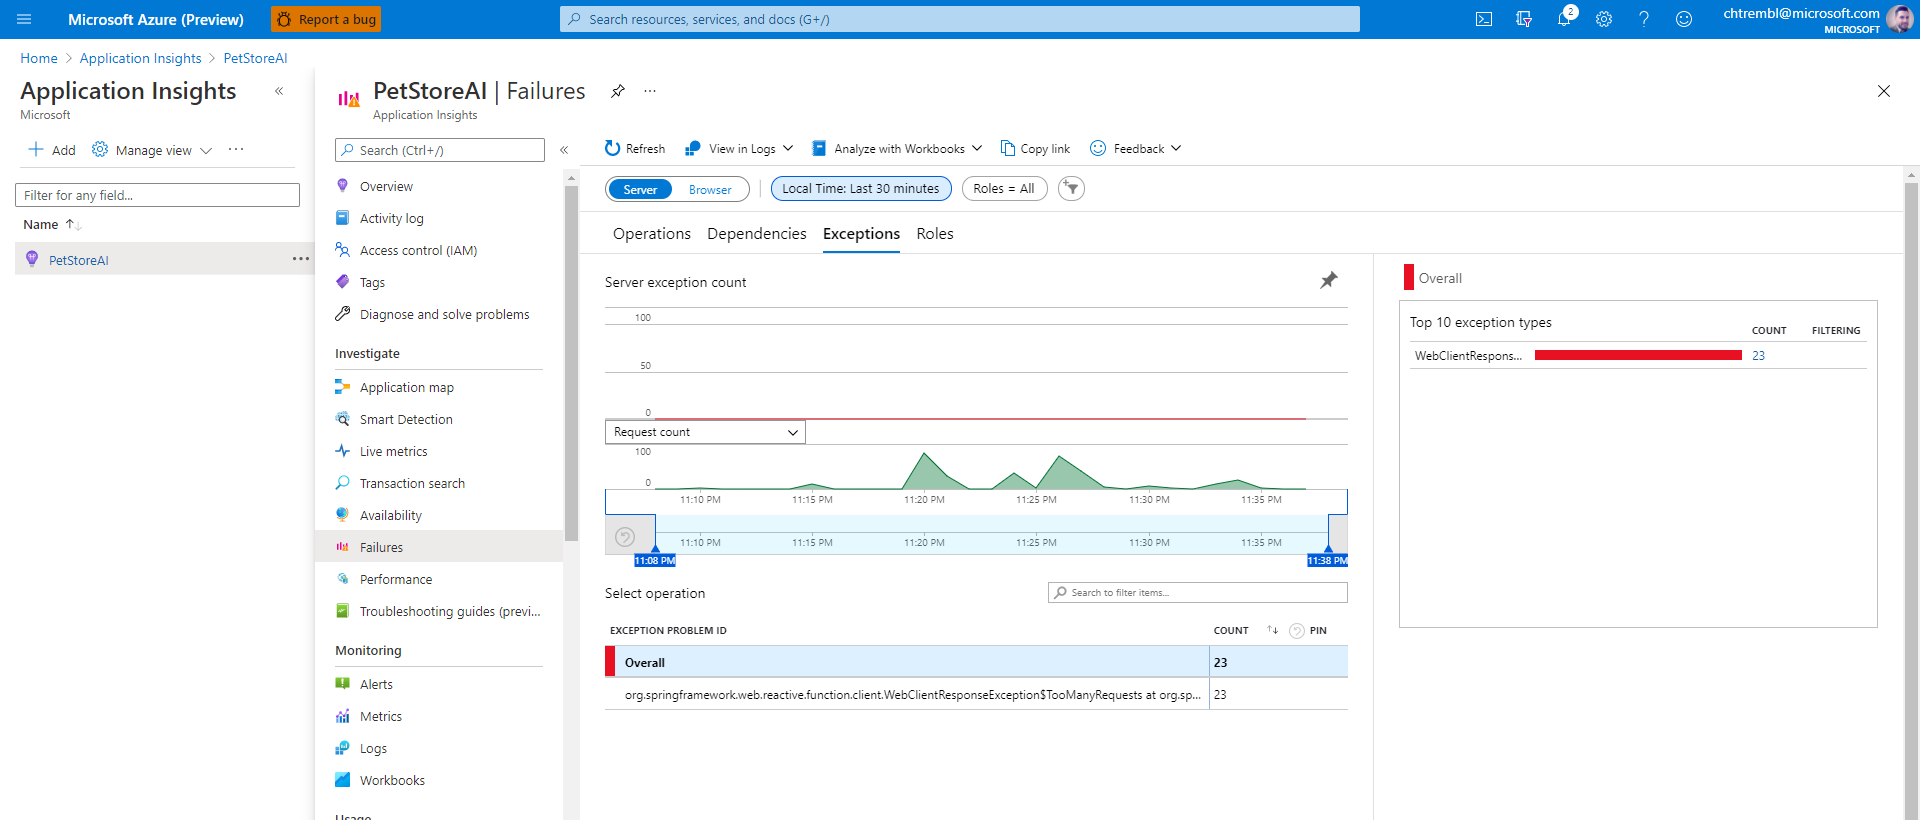 Microsoft Azure (Preview)
Report a bug
Search resources, services, and docs (G+/)
2
chtrembl@microsoft.com
MICROSOFT
Home > Application Insights > PetStoreAI
Application Insights
Microsoft
Add
Manage view
Filter for any field...
Name
PetStoreAI
PetStoreAI | Failures
Application Insights
Search (Ctrl+/)
Overview
Activity log
Access control (IAM)
Tags
Diagnose and solve problems
Investigate
Application map
Smart Detection
Live metrics
Transaction search
Availability
Failures
Performance
Troubleshooting guides (previ...
Monitoring
Alerts
Metrics
Logs
Workbooks
Usage
Refresh
View in Logs
Analyze with Workbooks
Copy link
Feedback
Server
Browser
Local Time: Last 30 minutes
Roles = All
Operations
Dependencies
Exceptions
Roles
Server exception count
100
50
0
Request count
100
0
11:10 PM 11:15 PM 11:20 PM 11:25 PM 11:30 PM 11:35 PM
11:10 PM 11:15 PM 11:20 PM 11:25 PM 11:30 PM 11:35 PM
11:08 PM
11:38 PM
Select operation
Search to filter items...
EXCEPTION PROBLEM ID COUNT PIN
Overall 23
org.springframework.web.reactive.function.client.WebClientResponseException$TooManyRequests at org.sp... 23
Overall
Top 10 exception types
COUNT FILTERING
WebClientRespons... 23